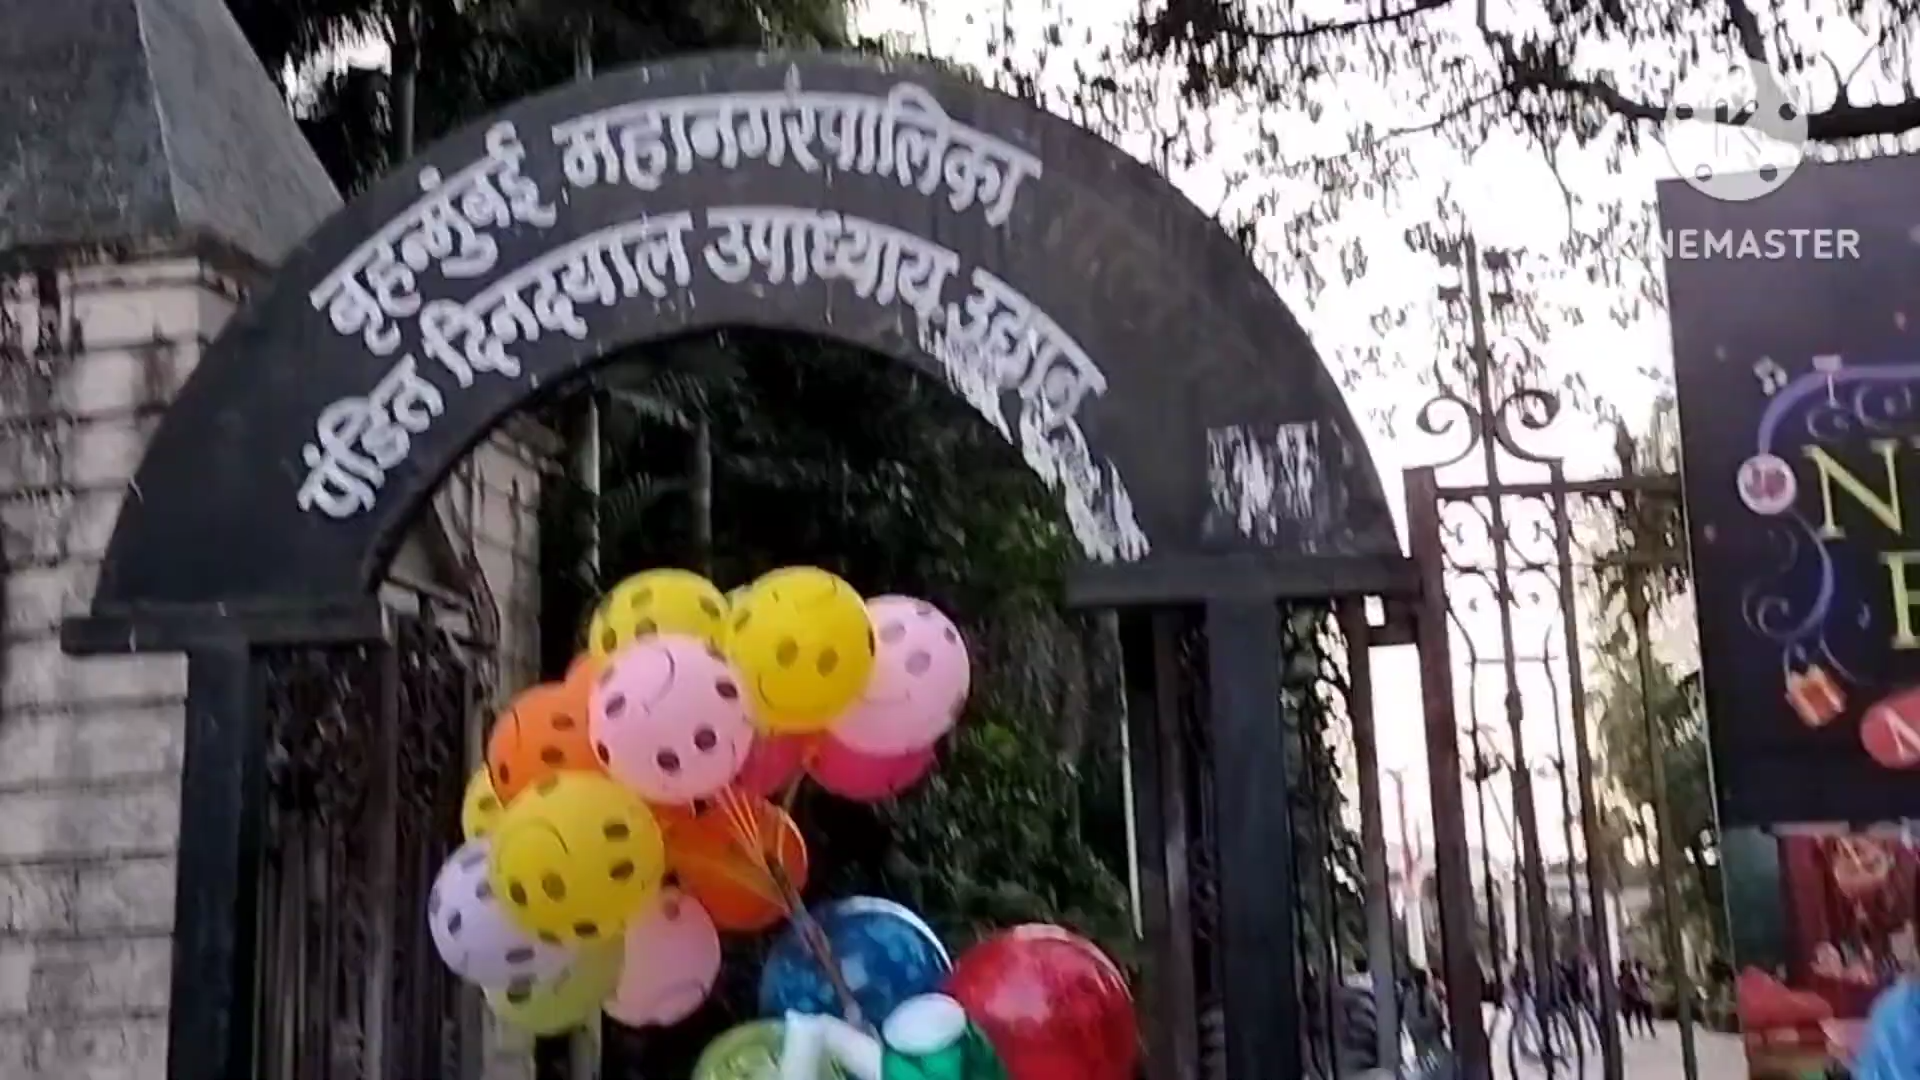 बृहन्मुंबई महानगरपालिका
पंडित दिनदयाल उपाध्याय उद्यान
KINEMASTER